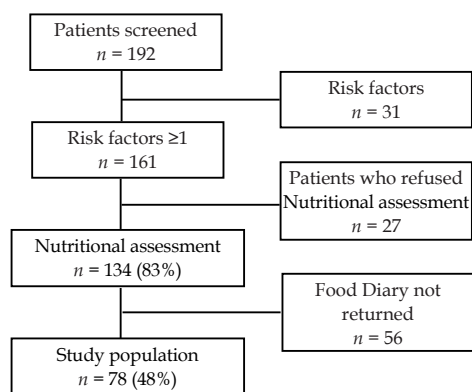 Patients screened
n = 192
Risk factors
n = 31
Risk factors ≥1
n = 161
Patients who refused
Nutritional assessment
n = 27
Nutritional assessment
n = 134 (83%)
Food Diary not
returned
n = 56
Study population
n = 78 (48%)